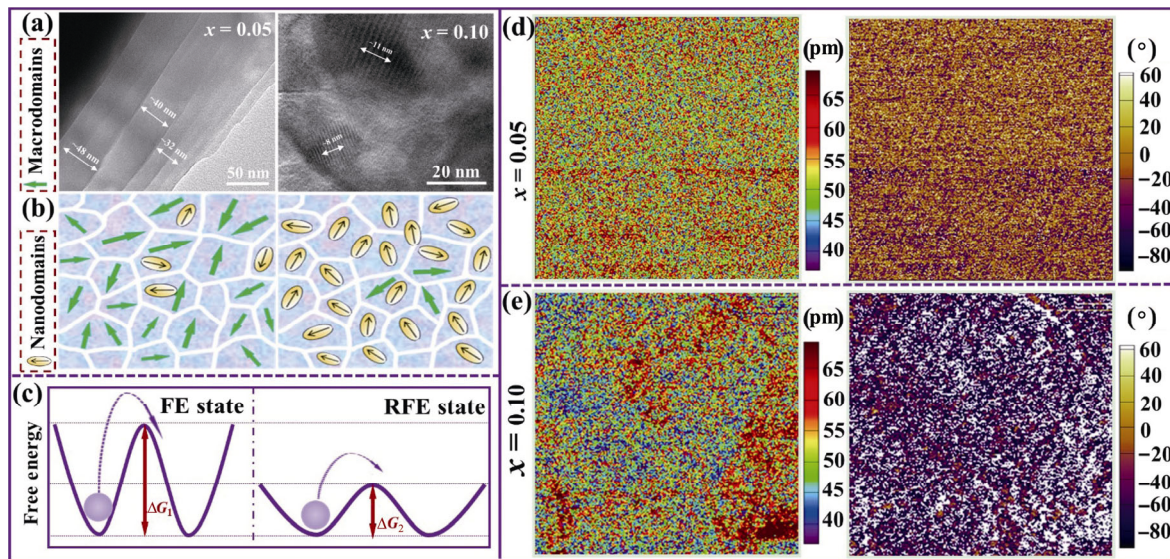 (a)
Macrodomains
x = 0.05
~48 nm
~40 nm
~32 nm
50 nm
x = 0.10
~11 nm
~8 nm
20 nm
(b)
Nanodomains
(c)
Free energy
FE state
ΔG₁
RFE state
ΔG₂
(d)
x = 0.05
(pm)
65
60
55
50
45
40
(°)
60
40
20
0
−20
−40
−60
−80
(e)
x = 0.10
(pm)
65
60
55
50
45
40
(°)
60
40
20
0
−20
−40
−60
−80